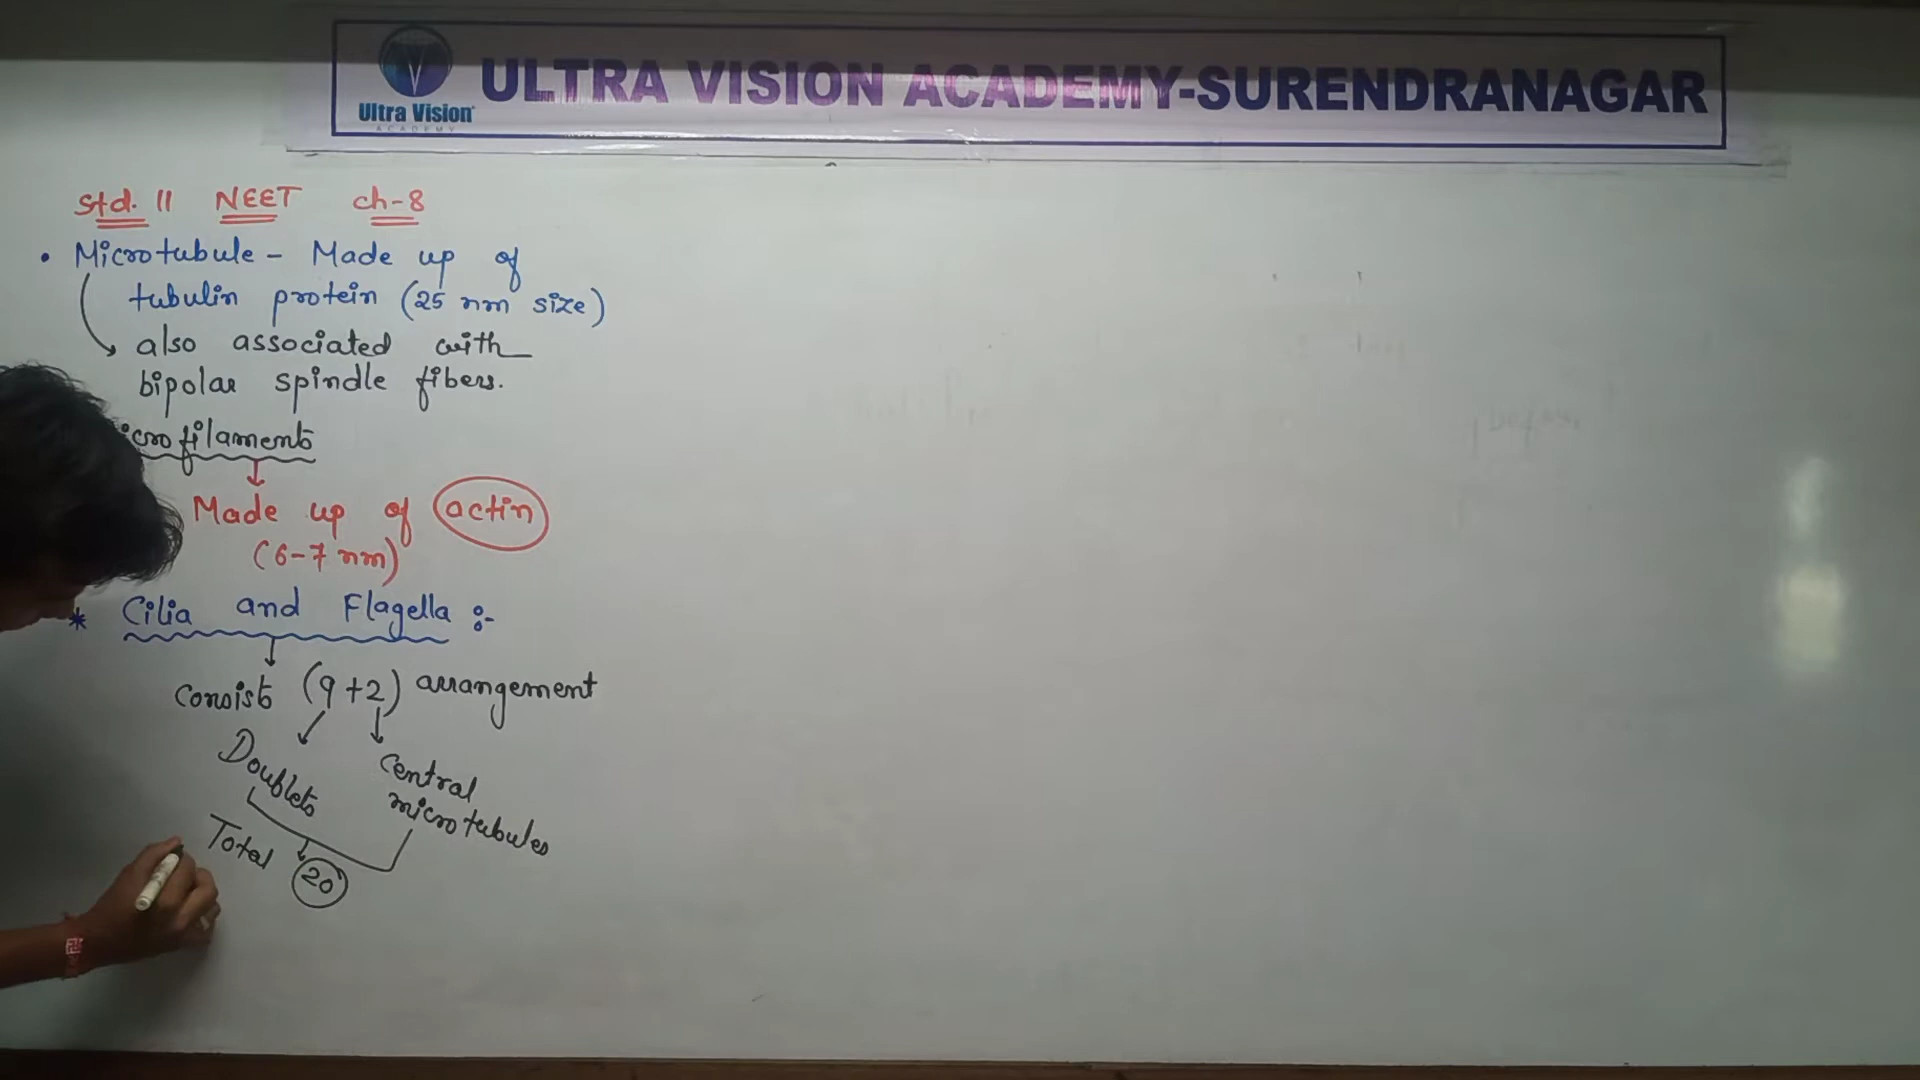 ULTRA VISION ACADEMY-SURENDRANAGAR
Ultra Vision
ACADEMY
Std. 11 NEET ch-8
• Microtubule - Made up of
tubulin protein (25 nm size)
also associated with
bipolar spindle fibers.
icrofilaments
Made up of actin
(6-7 nm)
* Cilia and Flagella :-
Consists (9+2) arrangement
Doublets
Central
microtubules
Total 20